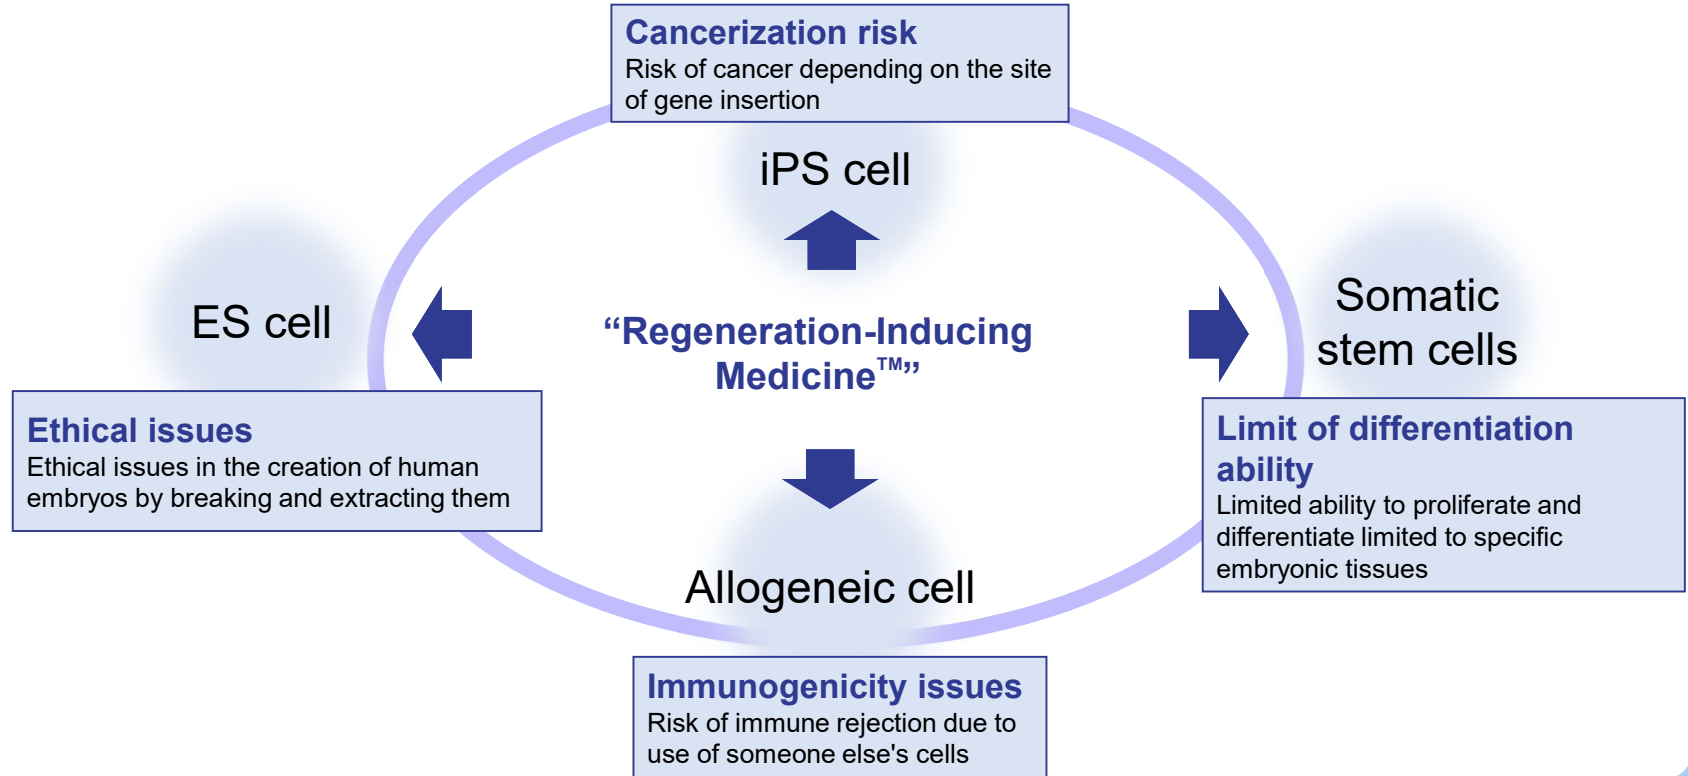 Cancerization risk
Risk of cancer depending on the site
of gene insertion
iPS cell
ES cell
Somatic
stem cells
“Regeneration-Inducing
Medicine™”
Ethical issues
Ethical issues in the creation of human
embryos by breaking and extracting them
Limit of differentiation
ability
Limited ability to proliferate and
differentiate limited to specific
embryonic tissues
Allogeneic cell
Immunogenicity issues
Risk of immune rejection due to
use of someone else's cells